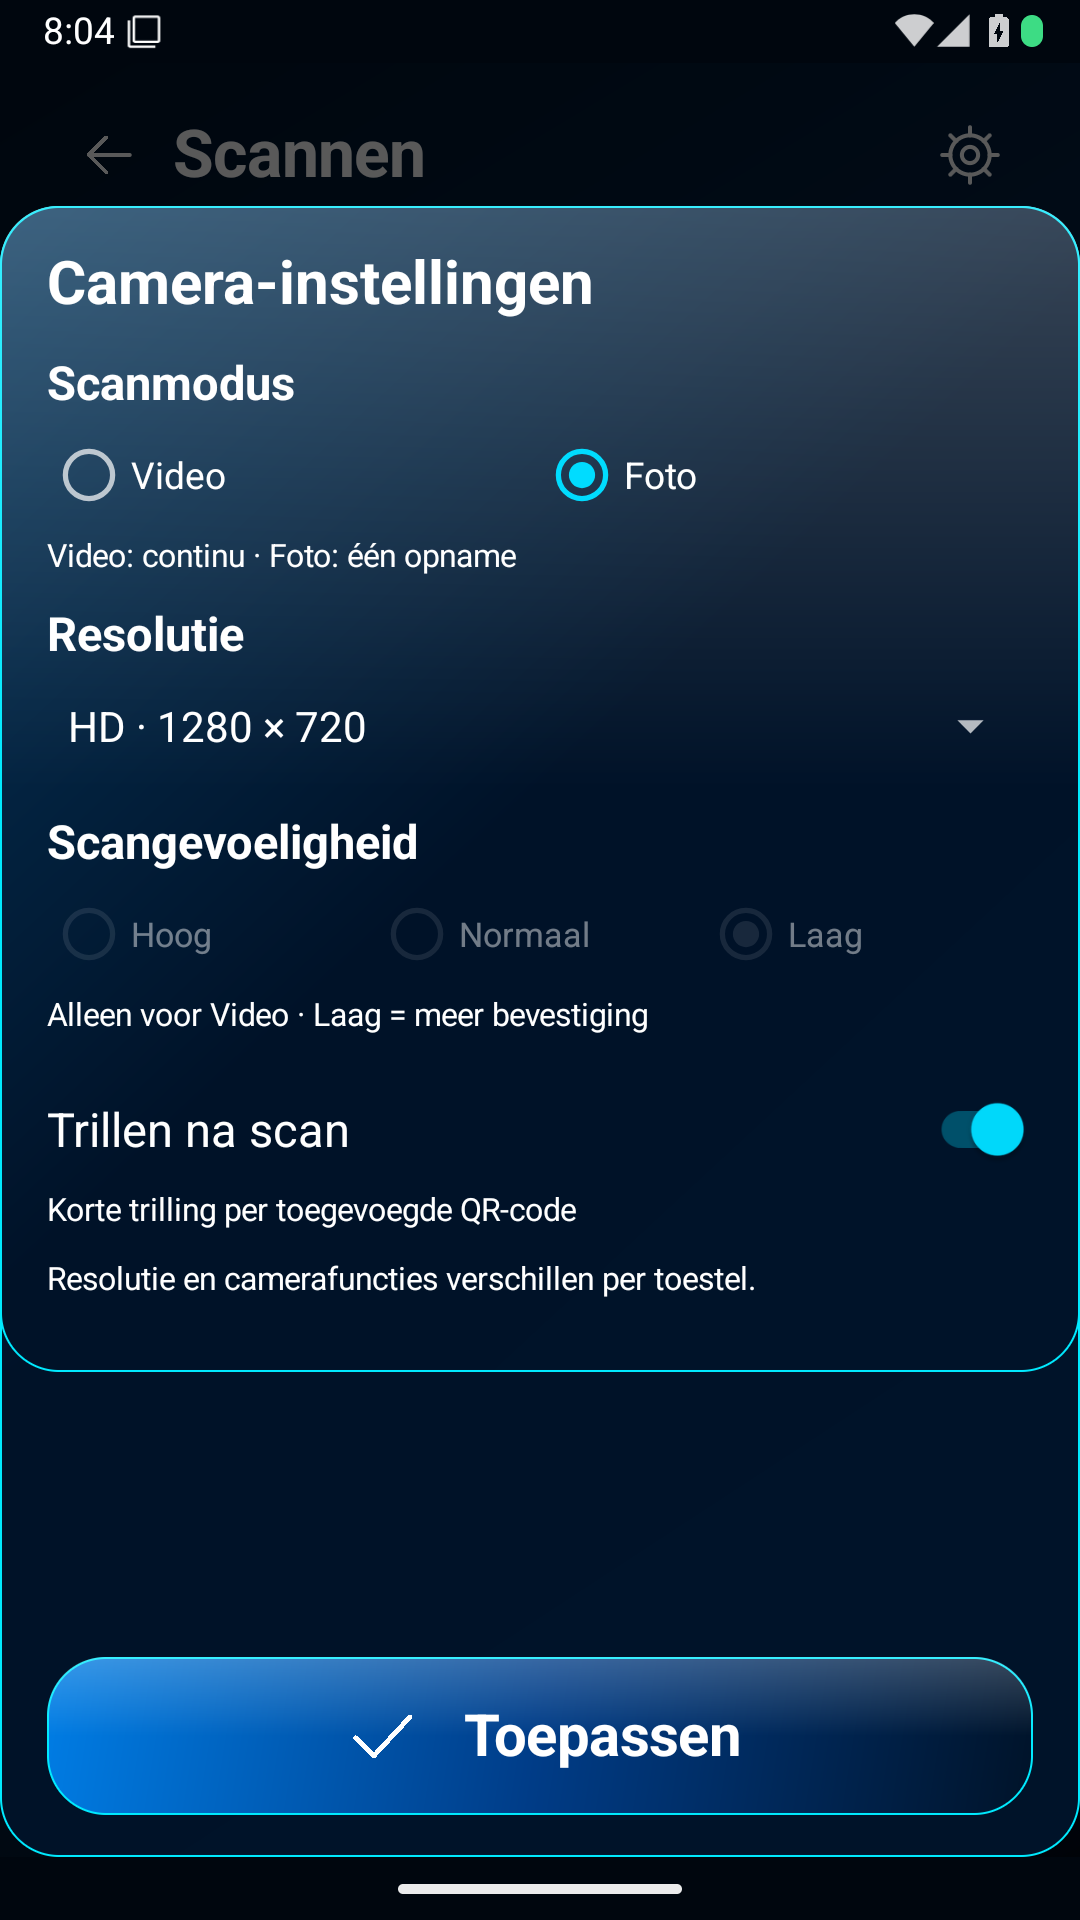 8:04
Scannen
Camera-instellingen
Scanmodus
Video Foto
Video: continu · Foto: één opname
Resolutie
HD · 1280 × 720
Scangevoeligheid
Hoog Normaal Laag
Alleen voor Video · Laag = meer bevestiging
Trillen na scan
Korte trilling per toegevoegde QR-code
Resolutie en camerafuncties verschillen per toestel.
Toepassen